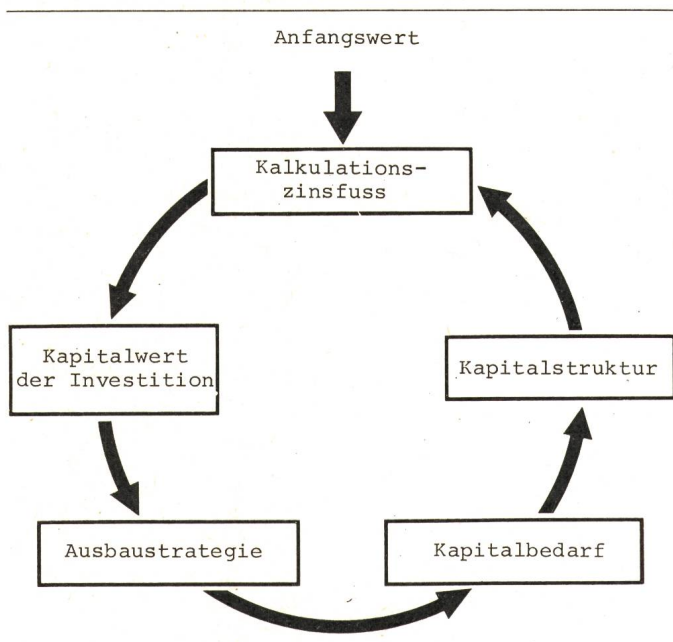 Anfangswert
Kalkulations-
zinsfuss
Kapitalwert
der Investition
Kapitalstruktur
Ausbaustrategie
Kapitalbedarf